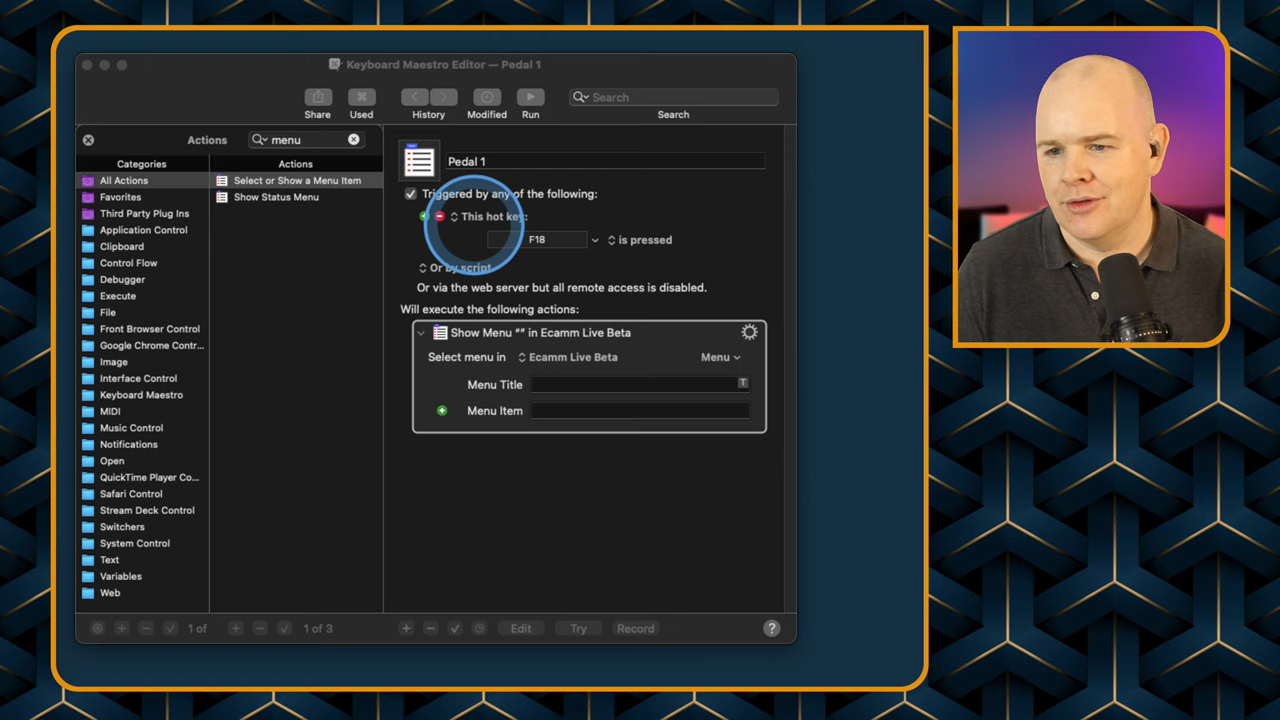 Keyboard Maestro Editor — Pedal 1
Share
Used
History
Modified
Run
Search
Search
Actions
menu
Categories
Actions
All Actions
Favorites
Third Party Plug Ins
Application Control
Clipboard
Control Flow
Debugger
Execute
File
Front Browser Control
Google Chrome Contr...
Image
Interface Control
Keyboard Maestro
MIDI
Music Control
Notifications
Open
QuickTime Player Co...
Safari Control
Stream Deck Control
Switchers
System Control
Text
Variables
Web
Select or Show a Menu Item
Show Status Menu
Pedal 1
Triggered by any of the following:
This hot key:
F18
is pressed
Or by script
Or via the web server but all remote access is disabled.
Will execute the following actions:
Show Menu “” in Ecamm Live Beta
Select menu in Ecamm Live Beta Menu
Menu Title
T
Menu Item
1 of
1 of 3
Edit
Try
Record
?